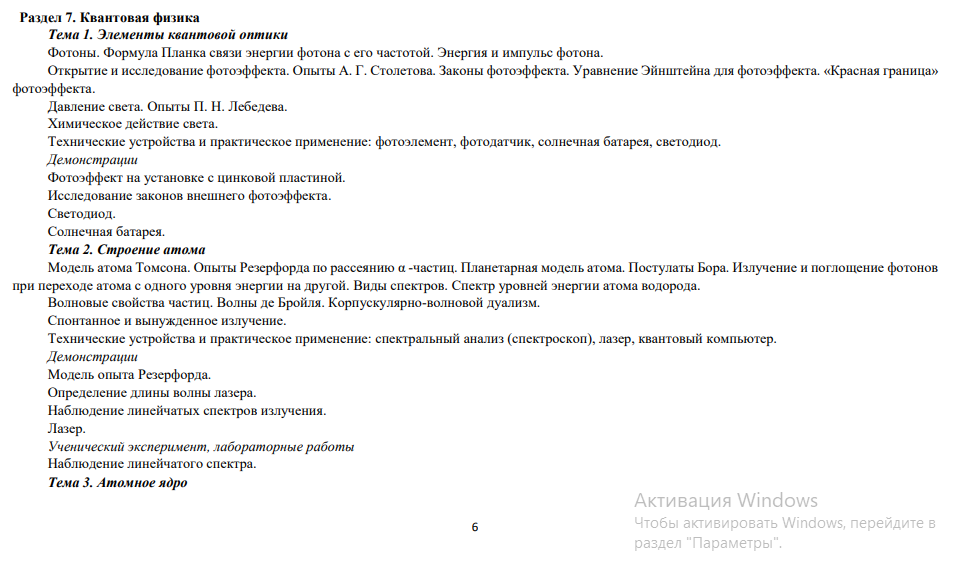 Раздел 7. Квантовая физика
Тема 1. Элементы квантовой оптики
Фотоны. Формула Планка связи энергии фотона с его частотой. Энергия и импульс фотона.
Открытие и исследование фотоэффекта. Опыты А. Г. Столетова. Законы фотоэффекта. Уравнение Эйнштейна для фотоэффекта. «Красная граница»
фотоэффекта.
Давление света. Опыты П. Н. Лебедева.
Химическое действие света.
Технические устройства и практическое применение: фотоэлемент, фотодатчик, солнечная батарея, светодиод.
Демонстрации
Фотоэффект на установке с цинковой пластиной.
Исследование законов внешнего фотоэффекта.
Светодиод.
Солнечная батарея.
Тема 2. Строение атома
Модель атома Томсона. Опыты Резерфорда по рассеянию α -частиц. Планетарная модель атома. Постулаты Бора. Излучение и поглощение фотонов
при переходе атома с одного уровня энергии на другой. Виды спектров. Спектр уровней энергии атома водорода.
Волновые свойства частиц. Волны де Бройля. Корпускулярно-волновой дуализм.
Спонтанное и вынужденное излучение.
Технические устройства и практическое применение: спектральный анализ (спектроскоп), лазер, квантовый компьютер.
Демонстрации
Модель опыта Резерфорда.
Определение длины волны лазера.
Наблюдение линейчатых спектров излучения.
Лазер.
Ученический эксперимент, лабораторные работы
Наблюдение линейчатого спектра.
Тема 3. Атомное ядро
6
Активация Windows
Чтобы активировать Windows, перейдите в
раздел "Параметры".